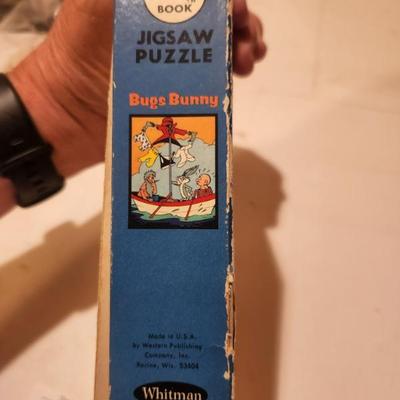 BOOK
JIGSAW
PUZZLE
Bugs Bunny
Made in U.S.A.
by Western Publishing
Company, Inc.
Racine, Wis. 53404
Whitman